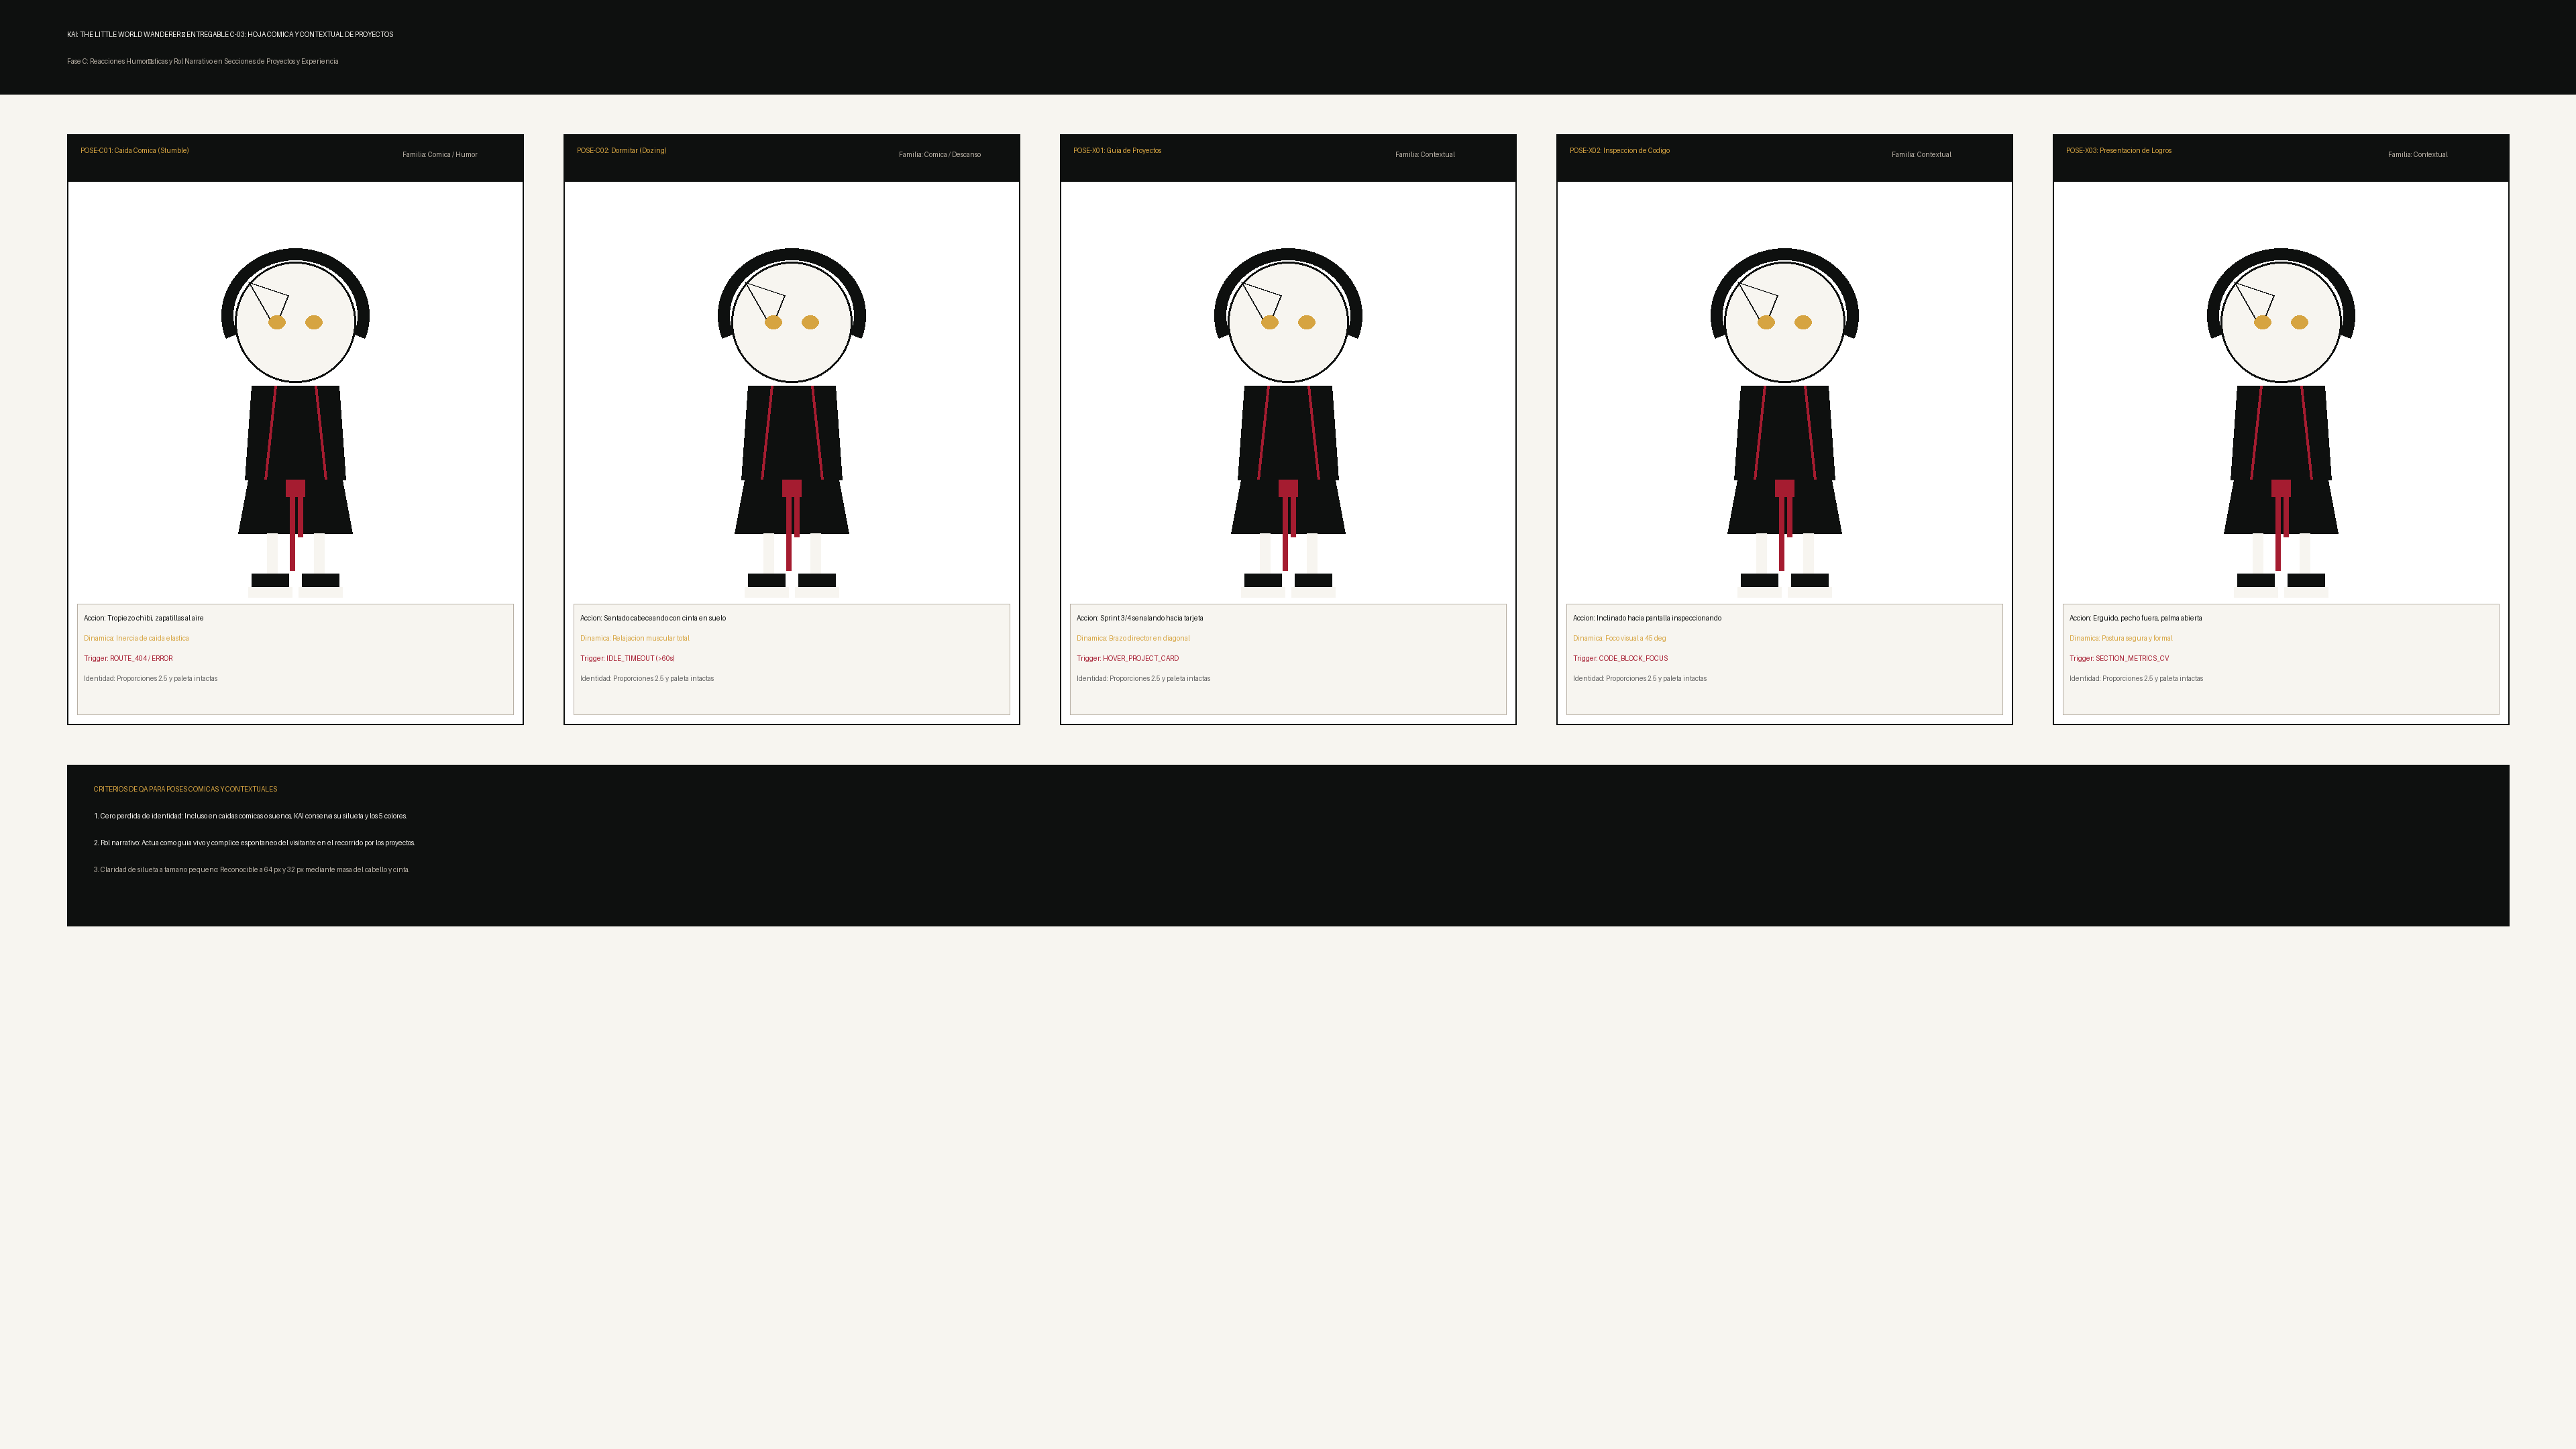 KAI: THE LITTLE WORLD WANDERER▯ ENTREGABLE C-03: HOJA COMICA Y CONTEXTUAL DE PROYECTOS
Fase C: Reacciones Humor▯sticas y Rol Narrativo en Secciones de Proyectos y Experiencia
POSE-C01: Caida Comica (Stumble)
Familia: Comica / Humor
Accion: Tropiezo chibi, zapatillas al aire
Dinamica: Inercia de caida elastica
Trigger: ROUTE_404 / ERROR
Identidad: Proporciones 2.5 y paleta intactas
POSE-C02: Dormitar (Dozing)
Familia: Comica / Descanso
Accion: Sentado cabeceando con cinta en suelo
Dinamica: Relajacion muscular total
Trigger: IDLE_TIMEOUT (>60s)
Identidad: Proporciones 2.5 y paleta intactas
POSE-X01: Guia de Proyectos
Familia: Contextual
Accion: Sprint 3/4 senalando hacia tarjeta
Dinamica: Brazo director en diagonal
Trigger: HOVER_PROJECT_CARD
Identidad: Proporciones 2.5 y paleta intactas
POSE-X02: Inspeccion de Codigo
Familia: Contextual
Accion: Inclinado hacia pantalla inspeccionando
Dinamica: Foco visual a 45 deg
Trigger: CODE_BLOCK_FOCUS
Identidad: Proporciones 2.5 y paleta intactas
POSE-X03: Presentacion de Logros
Familia: Contextual
Accion: Erguido, pecho fuera, palma abierta
Dinamica: Postura segura y formal
Trigger: SECTION_METRICS_CV
Identidad: Proporciones 2.5 y paleta intactas
CRITERIOS DE QA PARA POSES COMICAS Y CONTEXTUALES
1. Cero perdida de identidad: Incluso en caidas comicas o suenos, KAI conserva su silueta y los 5 colores.
2. Rol narrativo: Actua como guia vivo y complice espontaneo del visitante en el recorrido por los proyectos.
3. Claridad de silueta a tamano pequeno: Reconocible a 64 px y 32 px mediante masa del cabello y cinta.